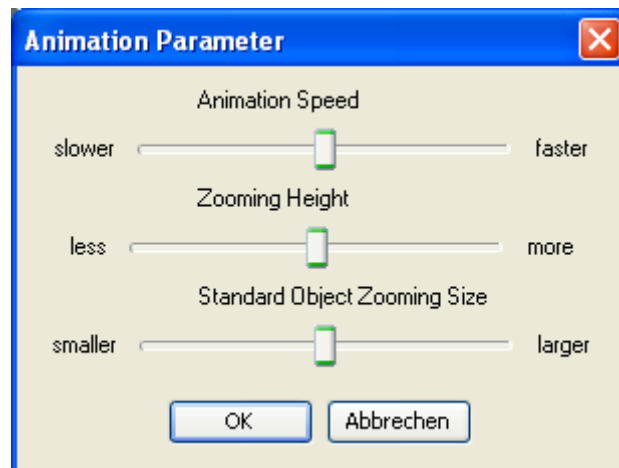 Animation Parameter
Animation Speed
slower faster
Zooming Height
less more
Standard Object Zooming Size
smaller larger
OK Abbrechen